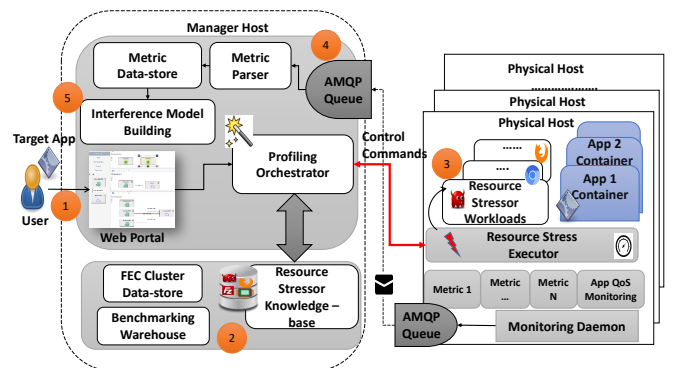 Manager Host
4
Metric
Data-store
Metric
Parser
AMQP
Queue
5
Interference Model
Building
Target App
Profiling
Orchestrator
Control
Commands
User
1
Web Portal
FEC Cluster
Data-store
Benchmarking
Warehouse
2
Resource
Stressor
Knowledge –
base
Physical Host
Physical Host
Physical Host
3
......
....
Resource
Stressor
Workloads
App 2
Container
App 1
Container
Resource Stress
Executor
Metric 1
Metric
...
Metric
N
App QoS
Monitoring
AMQP
Queue
Monitoring Daemon